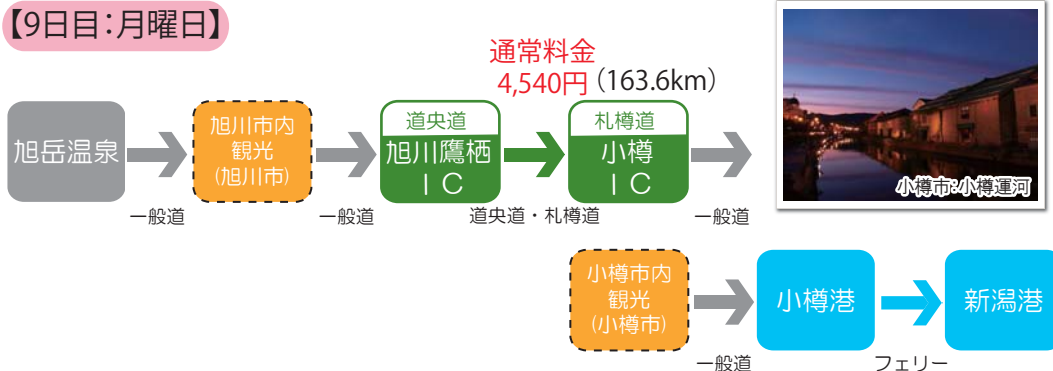 【9日目:月曜日】
通常料金
4,540円(163.6km)
旭岳温泉
一般道
旭川市内
観光
(旭川市)
一般道
道央道
旭川鷹栖
IC
道央道・札樽道
札樽道
小樽
IC
一般道
小樽市:小樽運河
小樽市内
観光
(小樽市)
一般道
小樽港
フェリー
新潟港